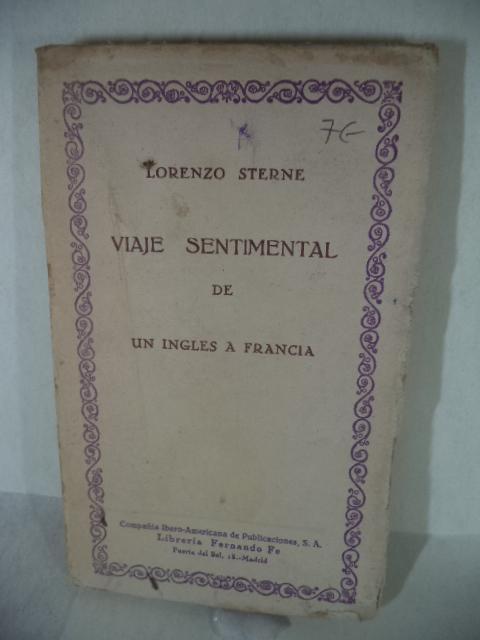 7€
LORENZO STERNE
VIAJE SENTIMENTAL
DE
UN INGLES A FRANCIA
Compañía Ibero-Americana de Publicaciones, S. A.
Librería Fernando Fe
Puerta del Sol, 15.-Madrid